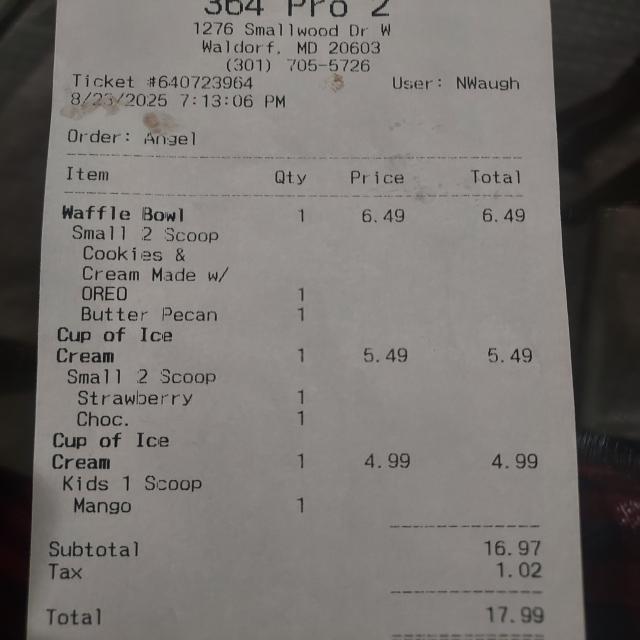 364 Pro 2
1276 Smallwood Dr W
Waldorf, MD 20603
(301) 705-5726
Ticket #640723964 User: NWaugh
8/23/2025 7:13:06 PM
Order: Angel
Item Qty Price Total
Waffle Bowl 1 6.49 6.49
Small 2 Scoop
Cookies &
Cream Made w/
OREO 1
Butter Pecan 1
Cup of Ice
Cream 1 5.49 5.49
Small 2 Scoop
Strawberry 1
Choc. 1
Cup of Ice
Cream 1 4.99 4.99
Kids 1 Scoop
Mango 1
Subtotal 16.97
Tax 1.02
Total 17.99